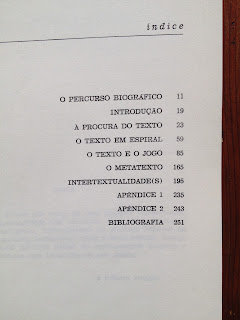 índice
O PERCURSO BIOGRÁFICO 11
INTRODUÇÃO 19
À PROCURA DO TEXTO 23
O TEXTO EM ESPIRAL 59
O TEXTO E O JOGO 85
O METATEXTO 165
INTERTEXTUALIDADE(S) 195
APÊNDICE 1 235
APÊNDICE 2 243
BIBLIOGRAFIA 251